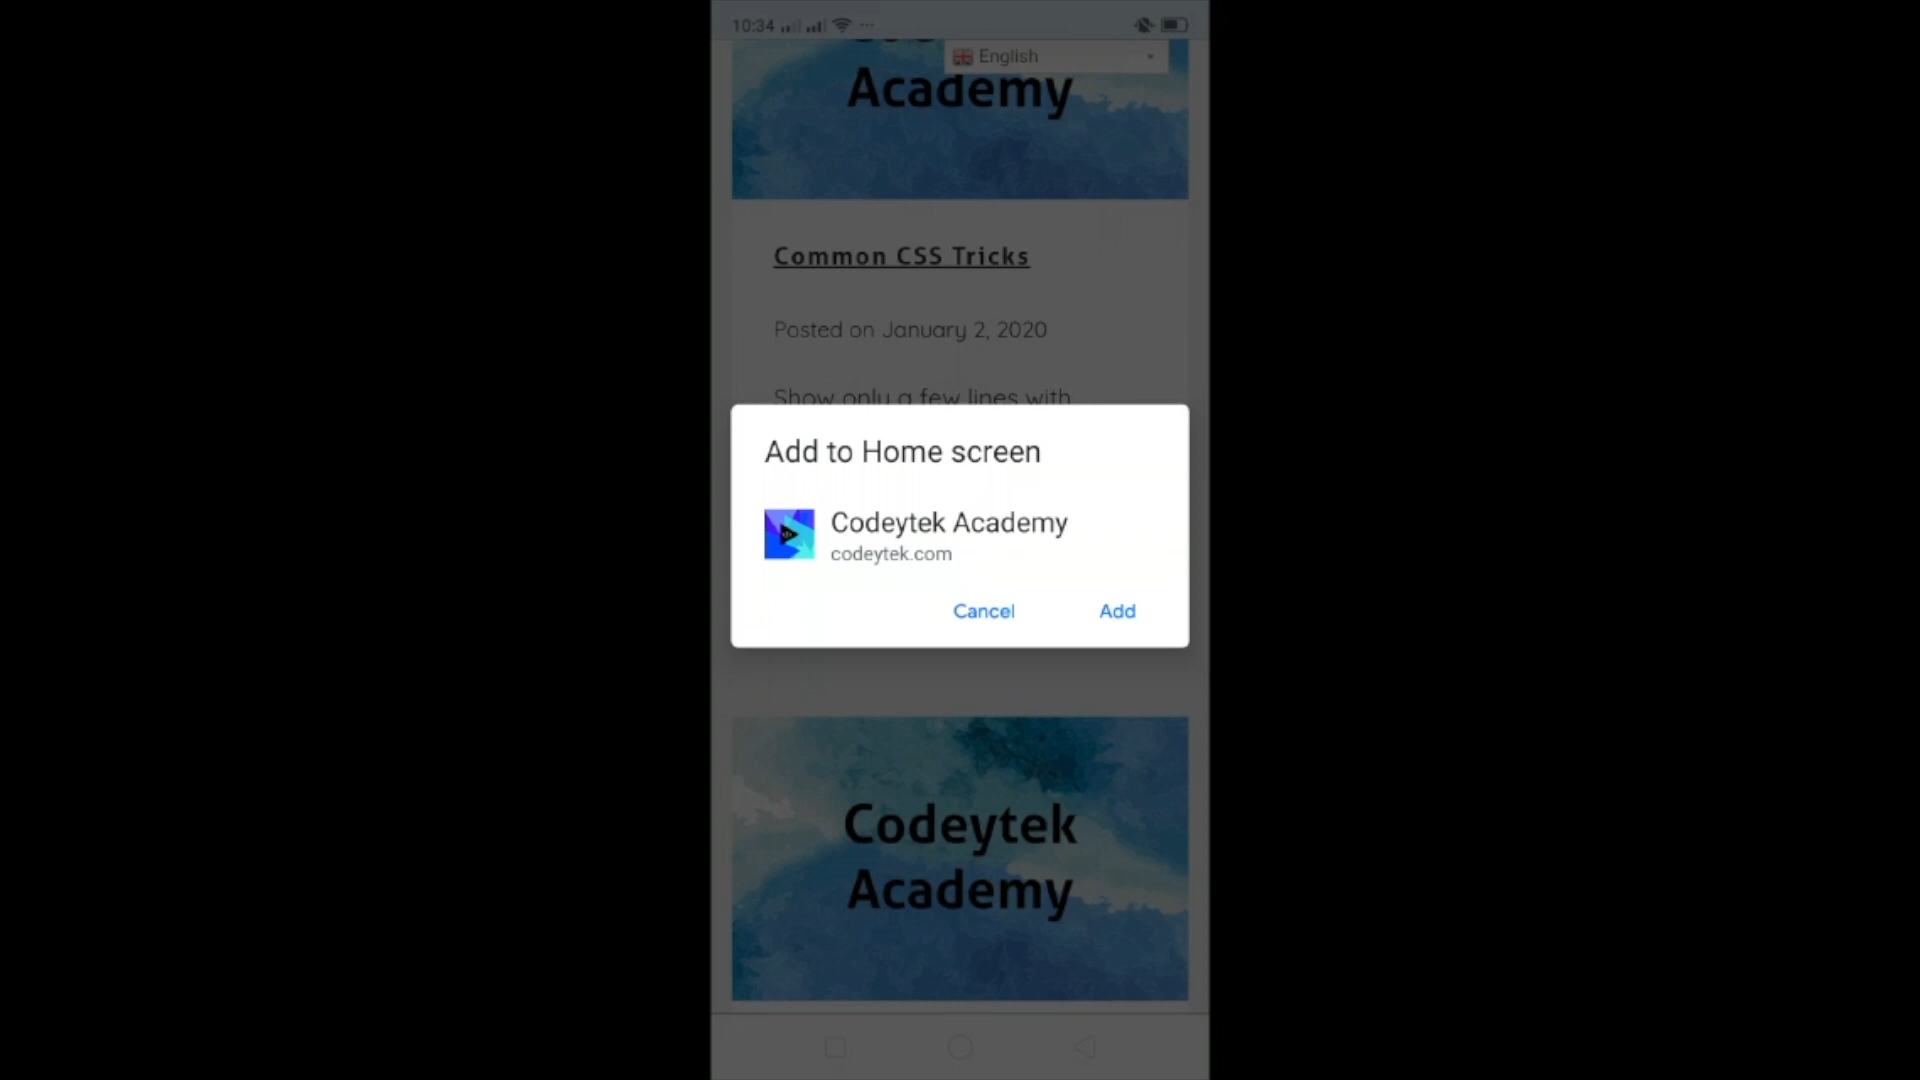 10:34
English
Academy
Common CSS Tricks
Posted on January 2, 2020
Show only a few lines with
Add to Home screen
Codeytek Academy
codeytek.com
Cancel Add
Codeytek
Academy